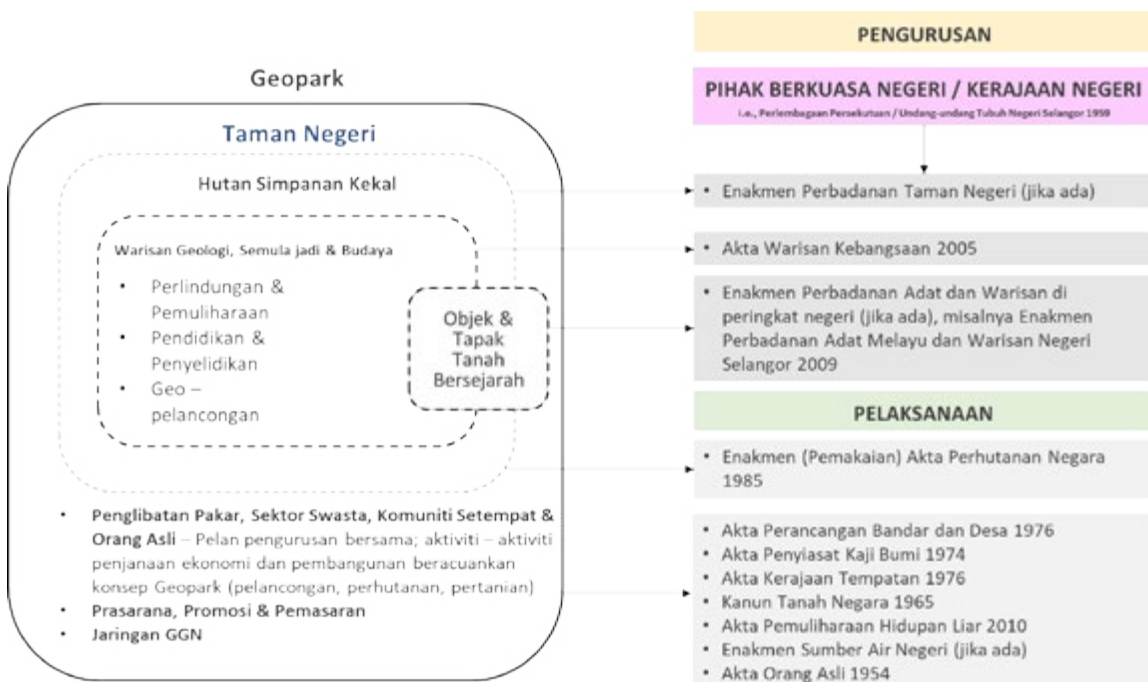 Geopark
Taman Negeri
Hutan Simpanan Kekal
Warisan Geologi, Semula jadi & Budaya
• Perlindungan &
Pemuliharaan
• Pendidikan &
Penyelidikan
• Geo –
pelancongan
Objek &
Tapak
Tanah
Bersejarah
• Penglibatan Pakar, Sektor Swasta, Komuniti Setempat &
Orang Asli – Pelan pengurusan bersama; aktiviti – aktiviti
penjanaan ekonomi dan pembangunan beracuankan
konsep Geopark (pelancongan, perhutanan, pertanian)
• Prasarana, Promosi & Pemasaran
• Jaringan GGN
PENGURUSAN
PIHAK BERKUASA NEGERI / KERAJAAN NEGERI
i.e., Perlembagaan Persekutuan / Undang-undang Tubuh Negeri Selangor 1959
• Enakmen Perbadanan Taman Negeri (jika ada)
• Akta Warisan Kebangsaan 2005
• Enakmen Perbadanan Adat dan Warisan di
peringkat negeri (jika ada), misalnya Enakmen
Perbadanan Adat Melayu dan Warisan Negeri
Selangor 2009
PELAKSANAAN
• Enakmen (Pemakaian) Akta Perhutanan Negara
1985
• Akta Perancangan Bandar dan Desa 1976
• Akta Penyiasat Kaji Bumi 1974
• Akta Kerajaan Tempatan 1976
• Kanun Tanah Negara 1965
• Akta Pemuliharaan Hidupan Liar 2010
• Enakmen Sumber Air Negeri (jika ada)
• Akta Orang Asli 1954